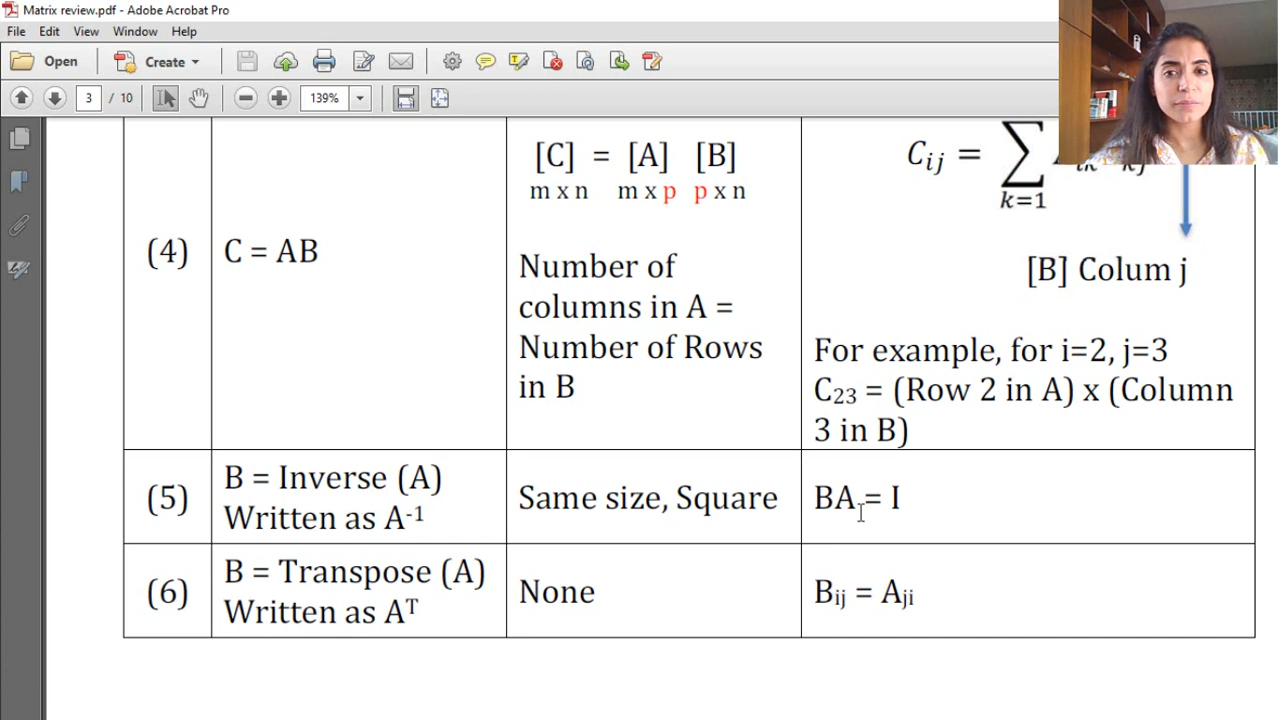 Matrix review.pdf - Adobe Acrobat Pro
File Edit View Window Help
Open Create
3 / 10 139%
[C] = [A] [B]
m x n m x p p x n
Cij = ∑
k=1
(4) C = AB
Number of
columns in A =
Number of Rows
in B
[B] Colum j
For example, for i=2, j=3
C23 = (Row 2 in A) x (Column
3 in B)
(5) B = Inverse (A)
Written as A-1
Same size, Square
BA = I
(6) B = Transpose (A)
Written as AT
None
Bij = Aji